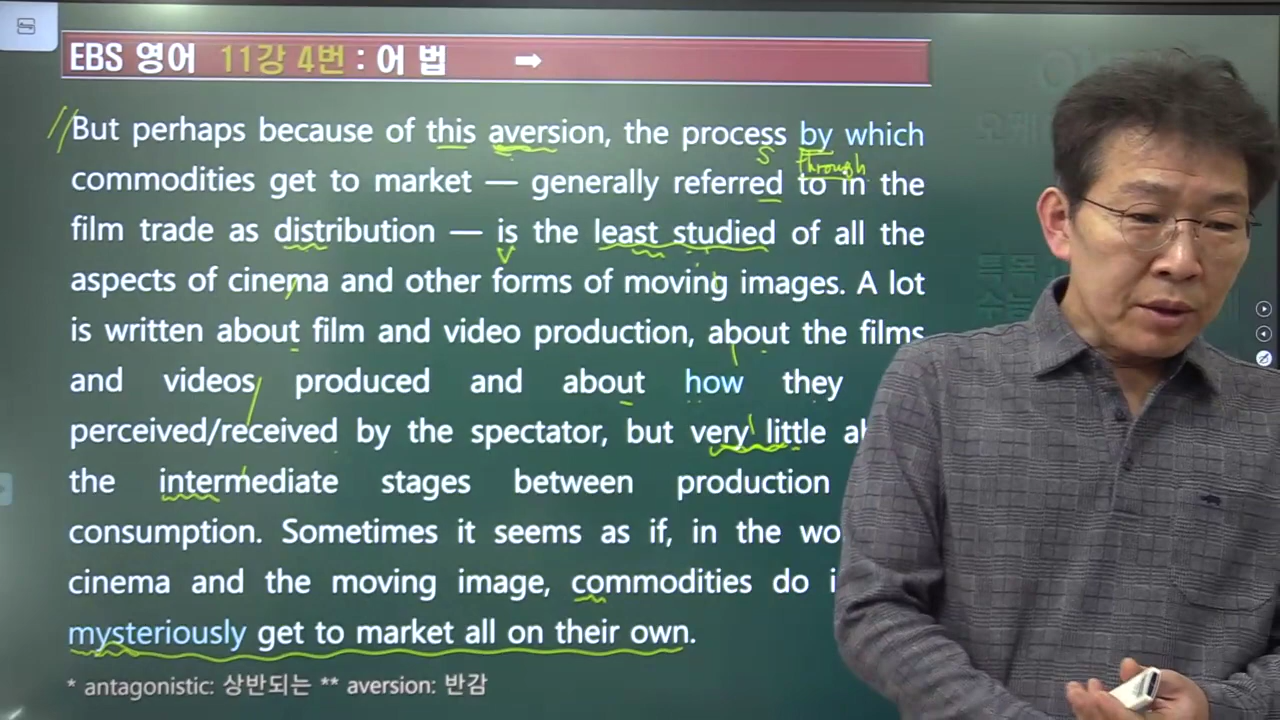 EBS 영어 11강 4번 : 어 법 ➡
But perhaps because of this aversion, the process by which
S through
commodities get to market — generally referred to in the
film trade as distribution — is the least studied of all the
V
aspects of cinema and other forms of moving images. A lot
is written about film and video production, about the films
and videos produced and about how they
perceived/received by the spectator, but very little
the intermediate stages between production
consumption. Sometimes it seems as if, in the
cinema and the moving image, commodities do
mysteriously get to market all on their own.
* antagonistic: 상반되는 ** aversion: 반감